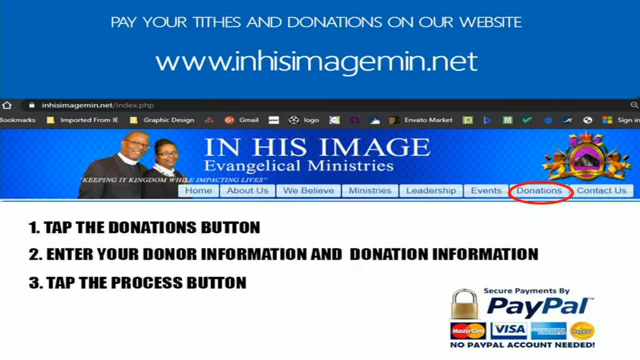 PAY YOUR TITHES AND DONATIONS ON OUR WEBSITE
www.inhisimagemin.net
inhisimagemin.net/index.php
Bookmarks Imported From IE Graphic Design Gmail logo Envato Market Sign in
IN HIS IMAGE
Evangelical Ministries
"KEEPING IT KINGDOM WHILE IMPACTING LIVES"
Home About Us We Believe Ministries Leadership Events Donations Contact Us
1. TAP THE DONATIONS BUTTON
2. ENTER YOUR DONOR INFORMATION AND DONATION INFORMATION
3. TAP THE PROCESS BUTTON
Secure Payments By
PayPal
MasterCard VISA
NO PAYPAL ACCOUNT NEEDED!